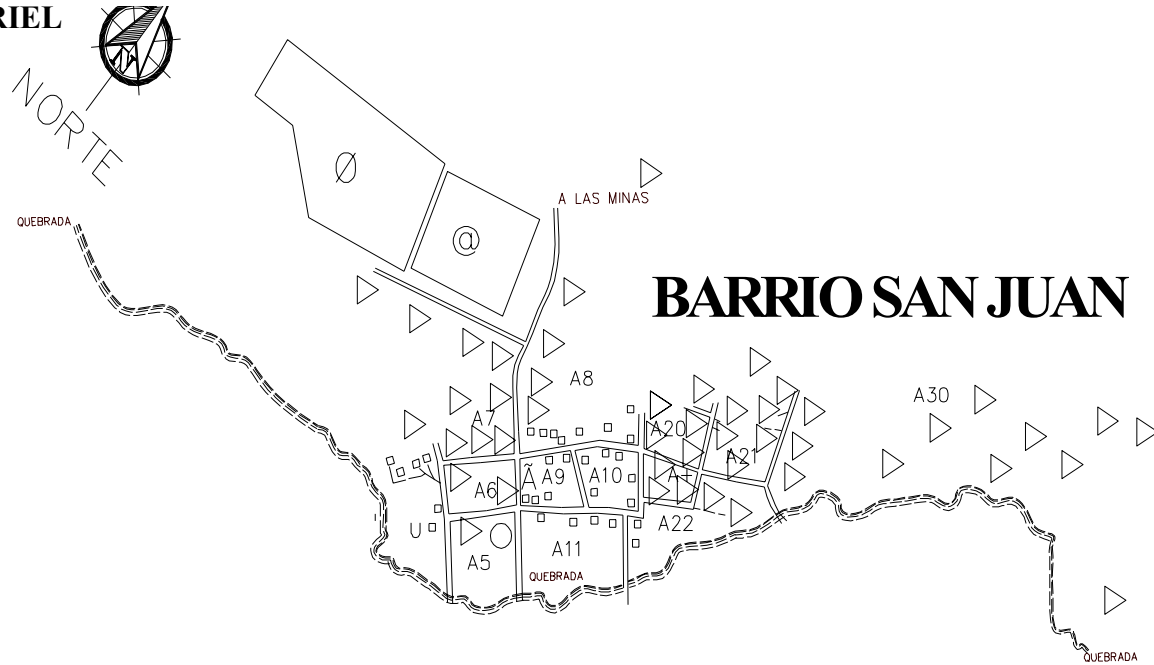 RIEL
N
NORTE
Ø
A LAS MINAS
QUEBRADA
@
BARRIO SAN JUAN
A8
A30
A7
A20
A21
A6
Ã
A9
A10
A+
A22
U
A5
A11
QUEBRADA
QUEBRADA